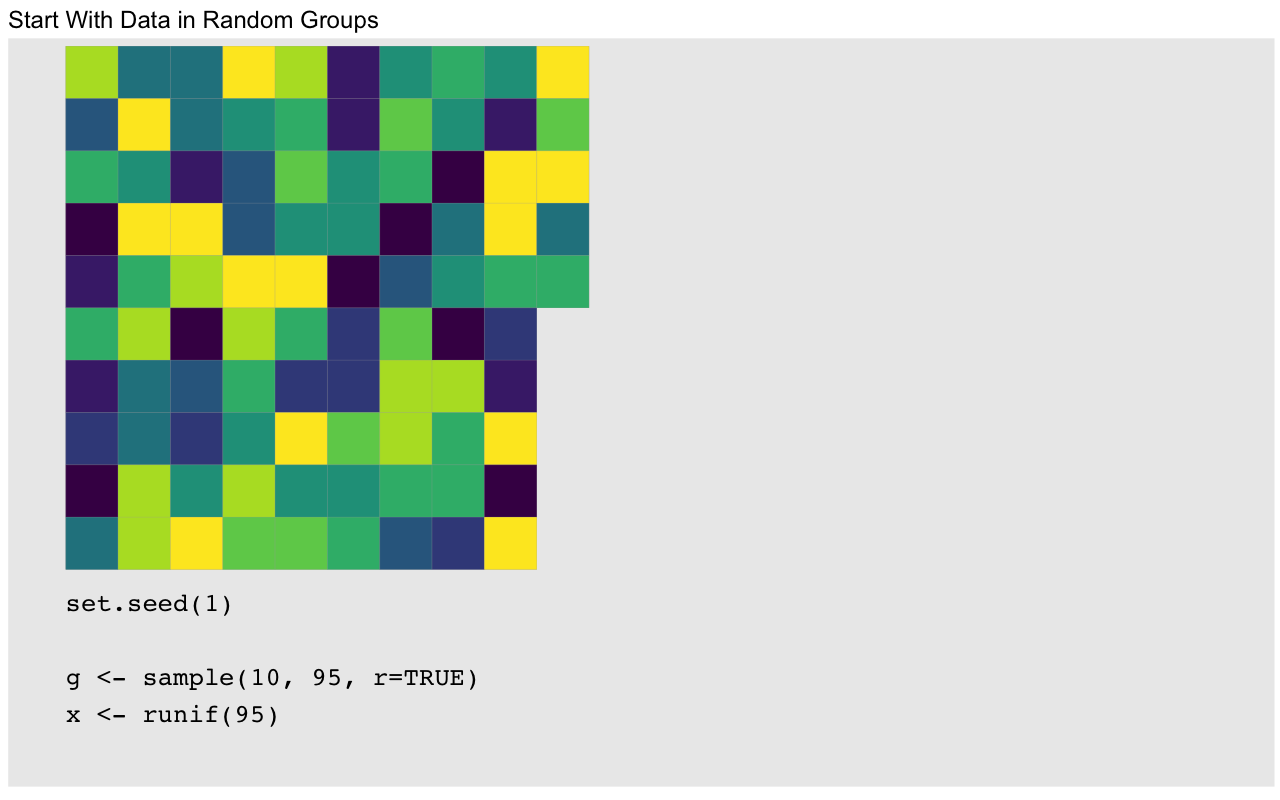 Start With Data in Random Groups
set.seed(1)
g <- sample(10, 95, r=TRUE)
x <- runif(95)